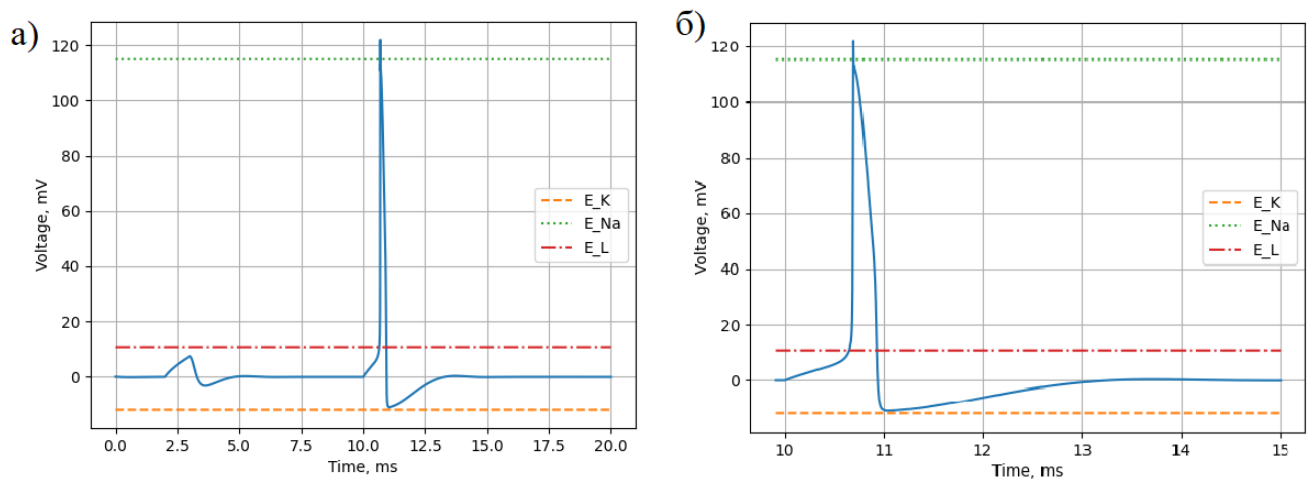 а)
120
100
80
60
40
20
0
Voltage, mV
E_K
E_Na
E_L
0.0 2.5 5.0 7.5 10.0 12.5 15.0 17.5 20.0
Time, ms
б)
120
100
80
60
40
20
0
Voltage, mV
E_K
E_Na
E_L
10 11 12 13 14 15
Time, ms